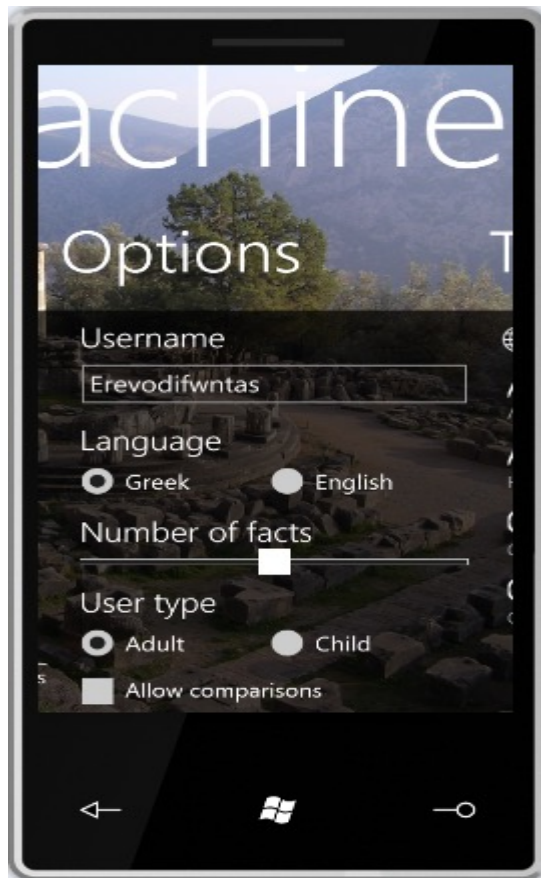 achine
Options
T
Username
Erevodifwntas
Language
Greek English
Number of facts
User type
Adult Child
s
Allow comparisons